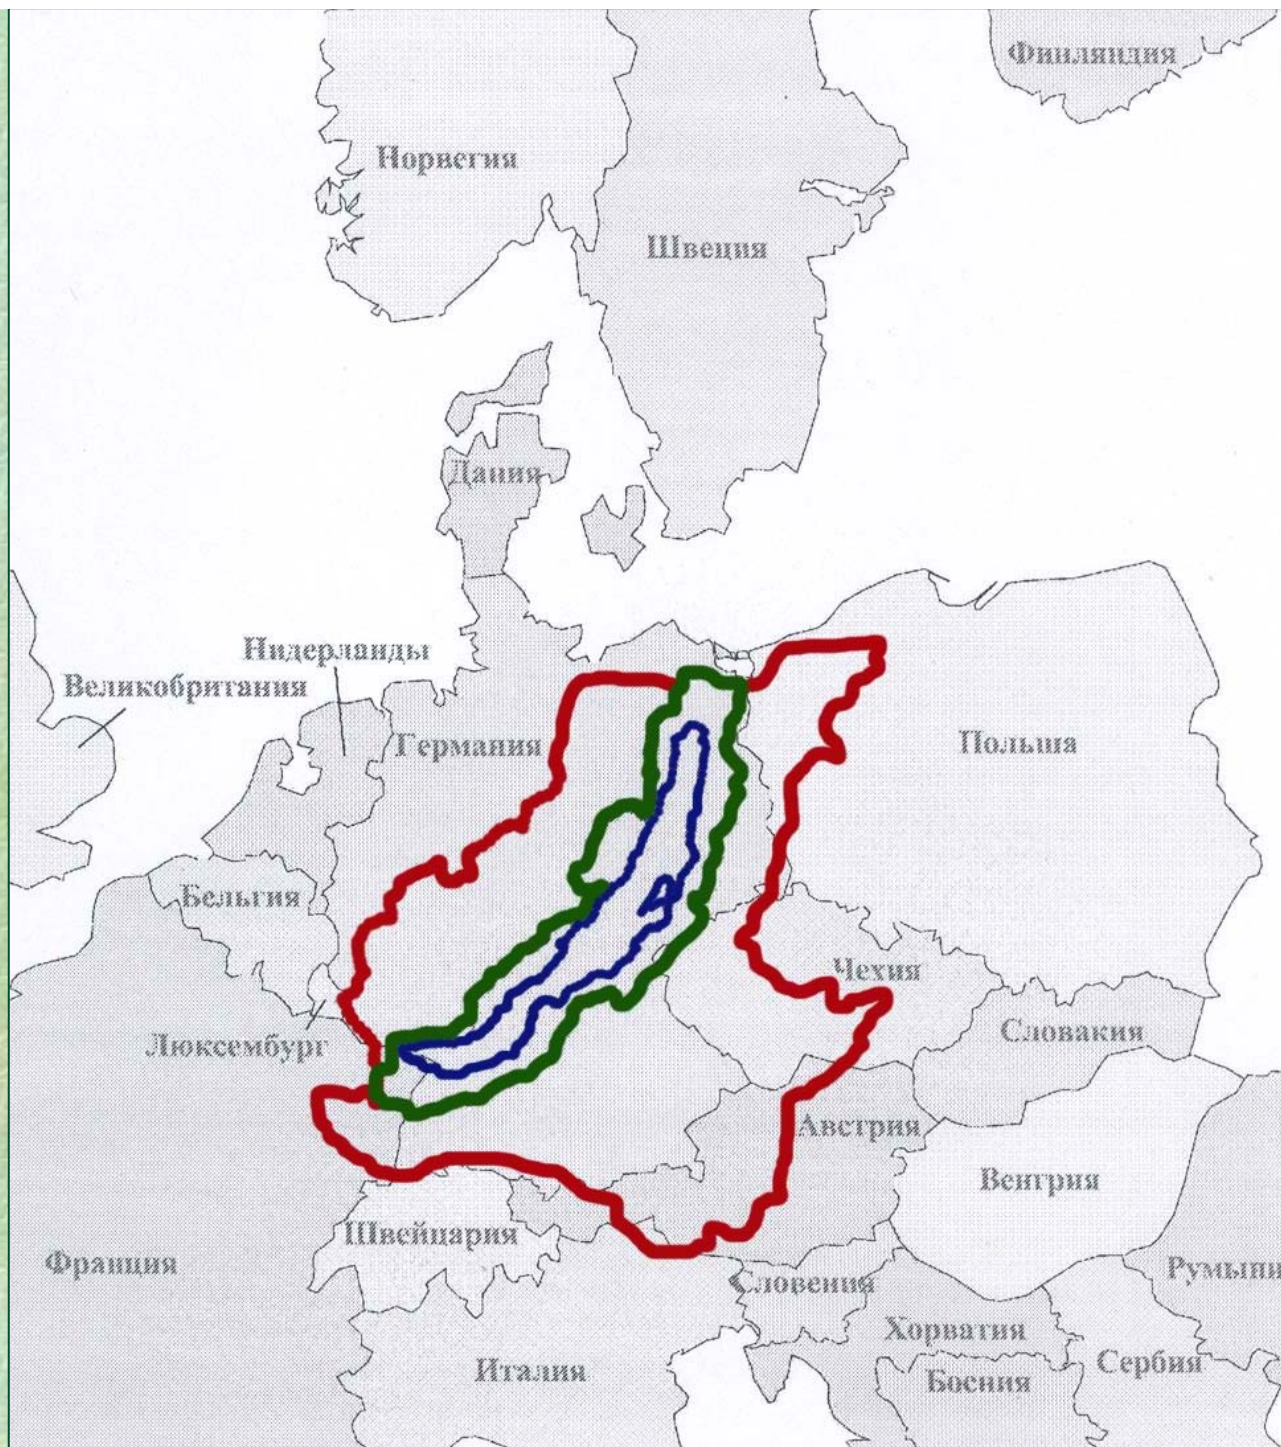 Финляндия
Норвегия
Швеция
Дания
Нидерланды
Великобритания
Германия
Польша
Бельгия
Чехия
Люксембург
Словакия
Австрия
Венгрия
Швейцария
Франция
Словения
Румыни
Хорватия
Сербия
Италия
Босния